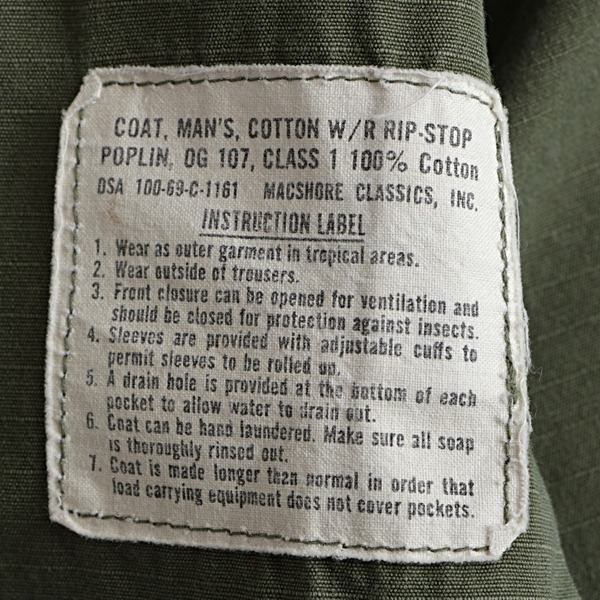 COAT, MAN'S, COTTON W/R RIP-STOP
POPLIN, OG 107, CLASS 1 100% Cotton
DSA 100-69-C-1161 MACSHORE CLASSICS, INC.
INSTRUCTION LABEL
1. Wear as outer garment in tropical areas.
2. Wear outside of trousers.
3. Front closure can be opened for ventilation and
should be closed for protection against insects.
4. Sleeves are provided with adjustable cuffs to
permit sleeves to be rolled up.
5. A drain hole is provided at the bottom of each
pocket to allow water to drain out.
6. Coat can be hand laundered. Make sure all soap
is thoroughly rinsed out.
7. Coat is made longer than normal in order that
load carrying equipment does not cover pockets.